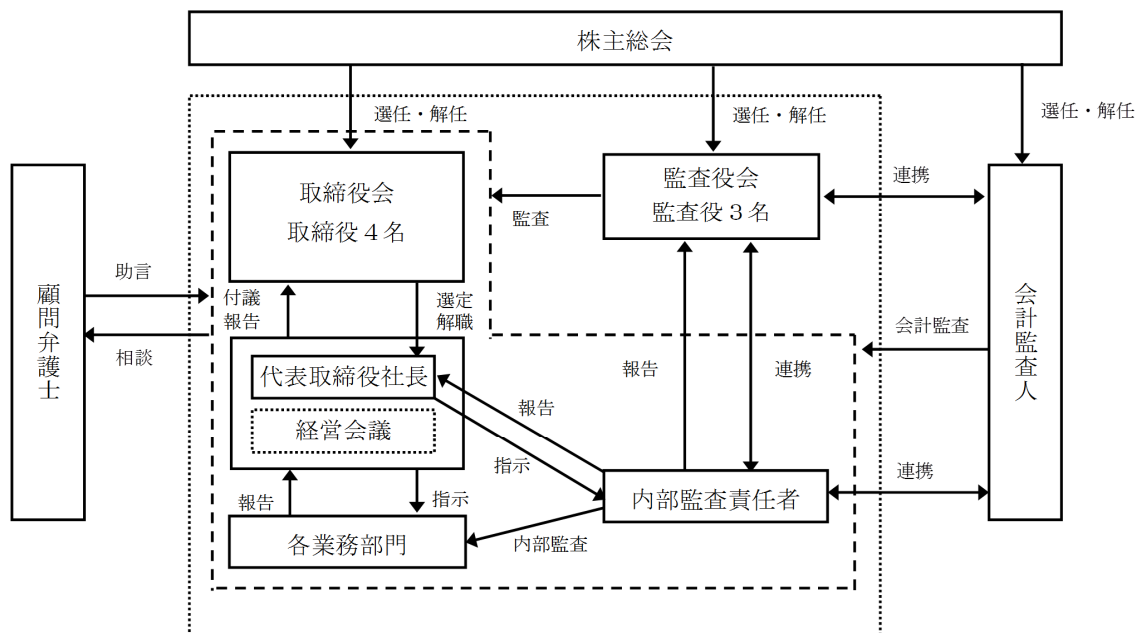 株主総会
選任・解任
選任・解任
選任・解任
取締役会
取締役４名
監査役会
監査役３名
連携
監査
顧問弁護士
助言
相談
付議
報告
選定
解職
会計監査人
会計監査
代表取締役社長
経営会議
報告
連携
報告
指示
報告
指示
内部監査責任者
連携
各業務部門
内部監査